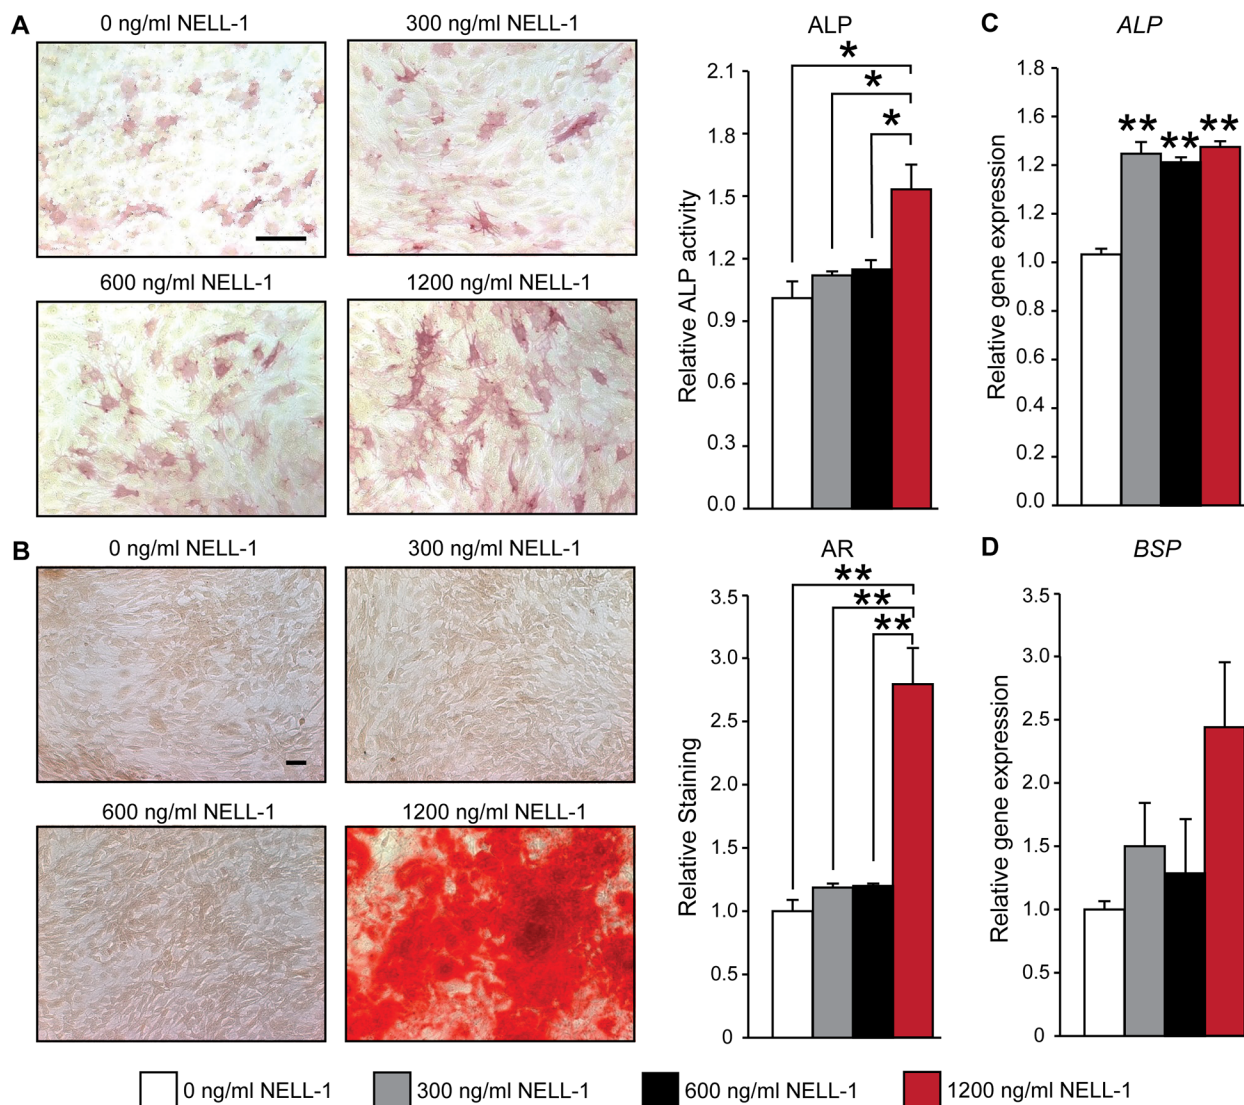 A
0 ng/ml NELL-1
300 ng/ml NELL-1
600 ng/ml NELL-1
1200 ng/ml NELL-1
ALP
Relative ALP activity
2.1
1.8
1.5
1.2
0.9
0.6
0.3
0.0
*
*
*
C
ALP
Relative gene expression
1.8
1.6
1.2
1.0
0.8
0.6
0.4
0.2
0.0
**
**
**
B
0 ng/ml NELL-1
300 ng/ml NELL-1
600 ng/ml NELL-1
1200 ng/ml NELL-1
AR
Relative Staining
3.5
3.0
2.5
2.0
1.5
1.0
0.5
0
**
**
**
D
BSP
Relative gene expression
3.5
3.0
2.5
2.0
1.5
1.0
0.5
0
0 ng/ml NELL-1
300 ng/ml NELL-1
600 ng/ml NELL-1
1200 ng/ml NELL-1